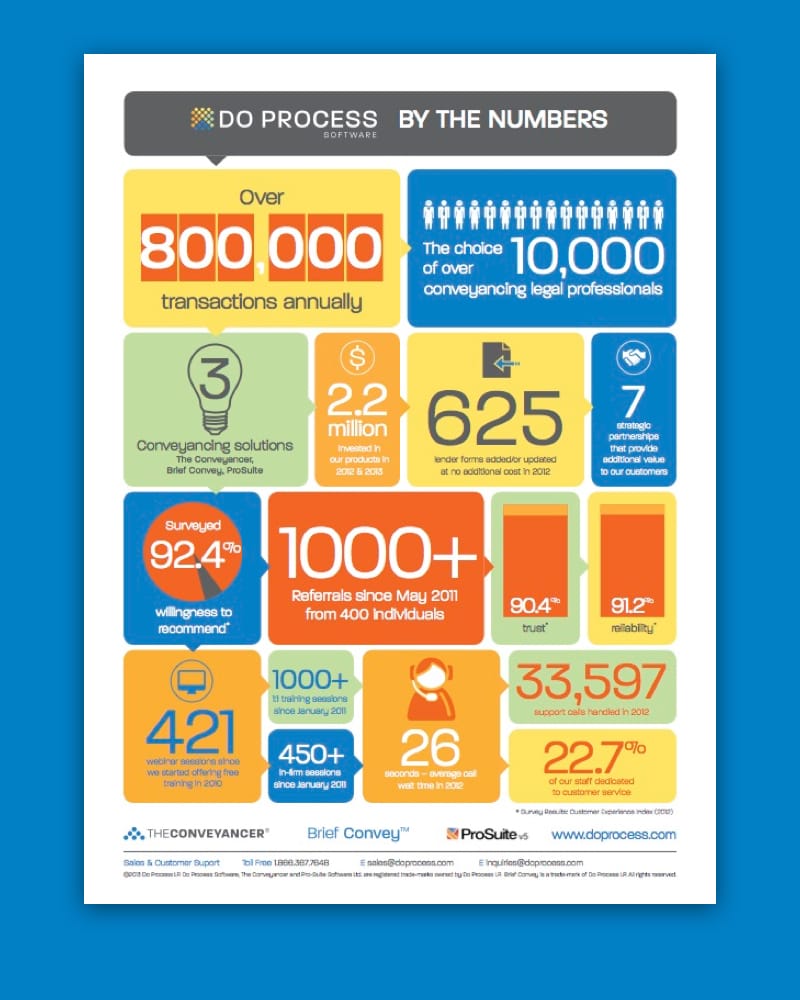 DO PROCESS
SOFTWARE
BY THE NUMBERS
Over
800,000
transactions annually
The choice
of over
10,000
conveyancing legal professionals
3
Conveyancing solutions
The Conveyancer,
Brief Convey, ProSuite
$
2.2
million
invested in
our products in
2012 & 2013
625
lender forms added/or updated
at no additional cost in 2012
7
strategic
partnerships
that provide
additional value
to our customers
Surveyed
92.4%
willingness to
recommend*
1000+
Referrals since May 2011
from 400 individuals
90.4%
trust*
91.2%
reliability*
421
webinar sessions since
we started offering free
training in 2010
1000+
1:1 training sessions
since January 2011
450+
in-firm sessions
since January 2011
26
seconds – average call
wait time in 2012
33,597
support calls handled in 2012
22.7%
of our staff dedicated
to customer service
* Survey Results: Customer Experience Index (2012)
THECONVEYANCER®
Brief Convey™
ProSuite v5
www.doprocess.com
Sales & Customer Suport Toll Free 1.866.367.7648 E sales@doprocess.com E inquiries@doprocess.com
©2013 Do Process LP. Do Process Software, The Conveyancer and Pro-Suite Software Ltd. are registered trade-marks owned by Do Process LP. Brief Convey is a trade-mark of Do Process LP. All rights reserved.